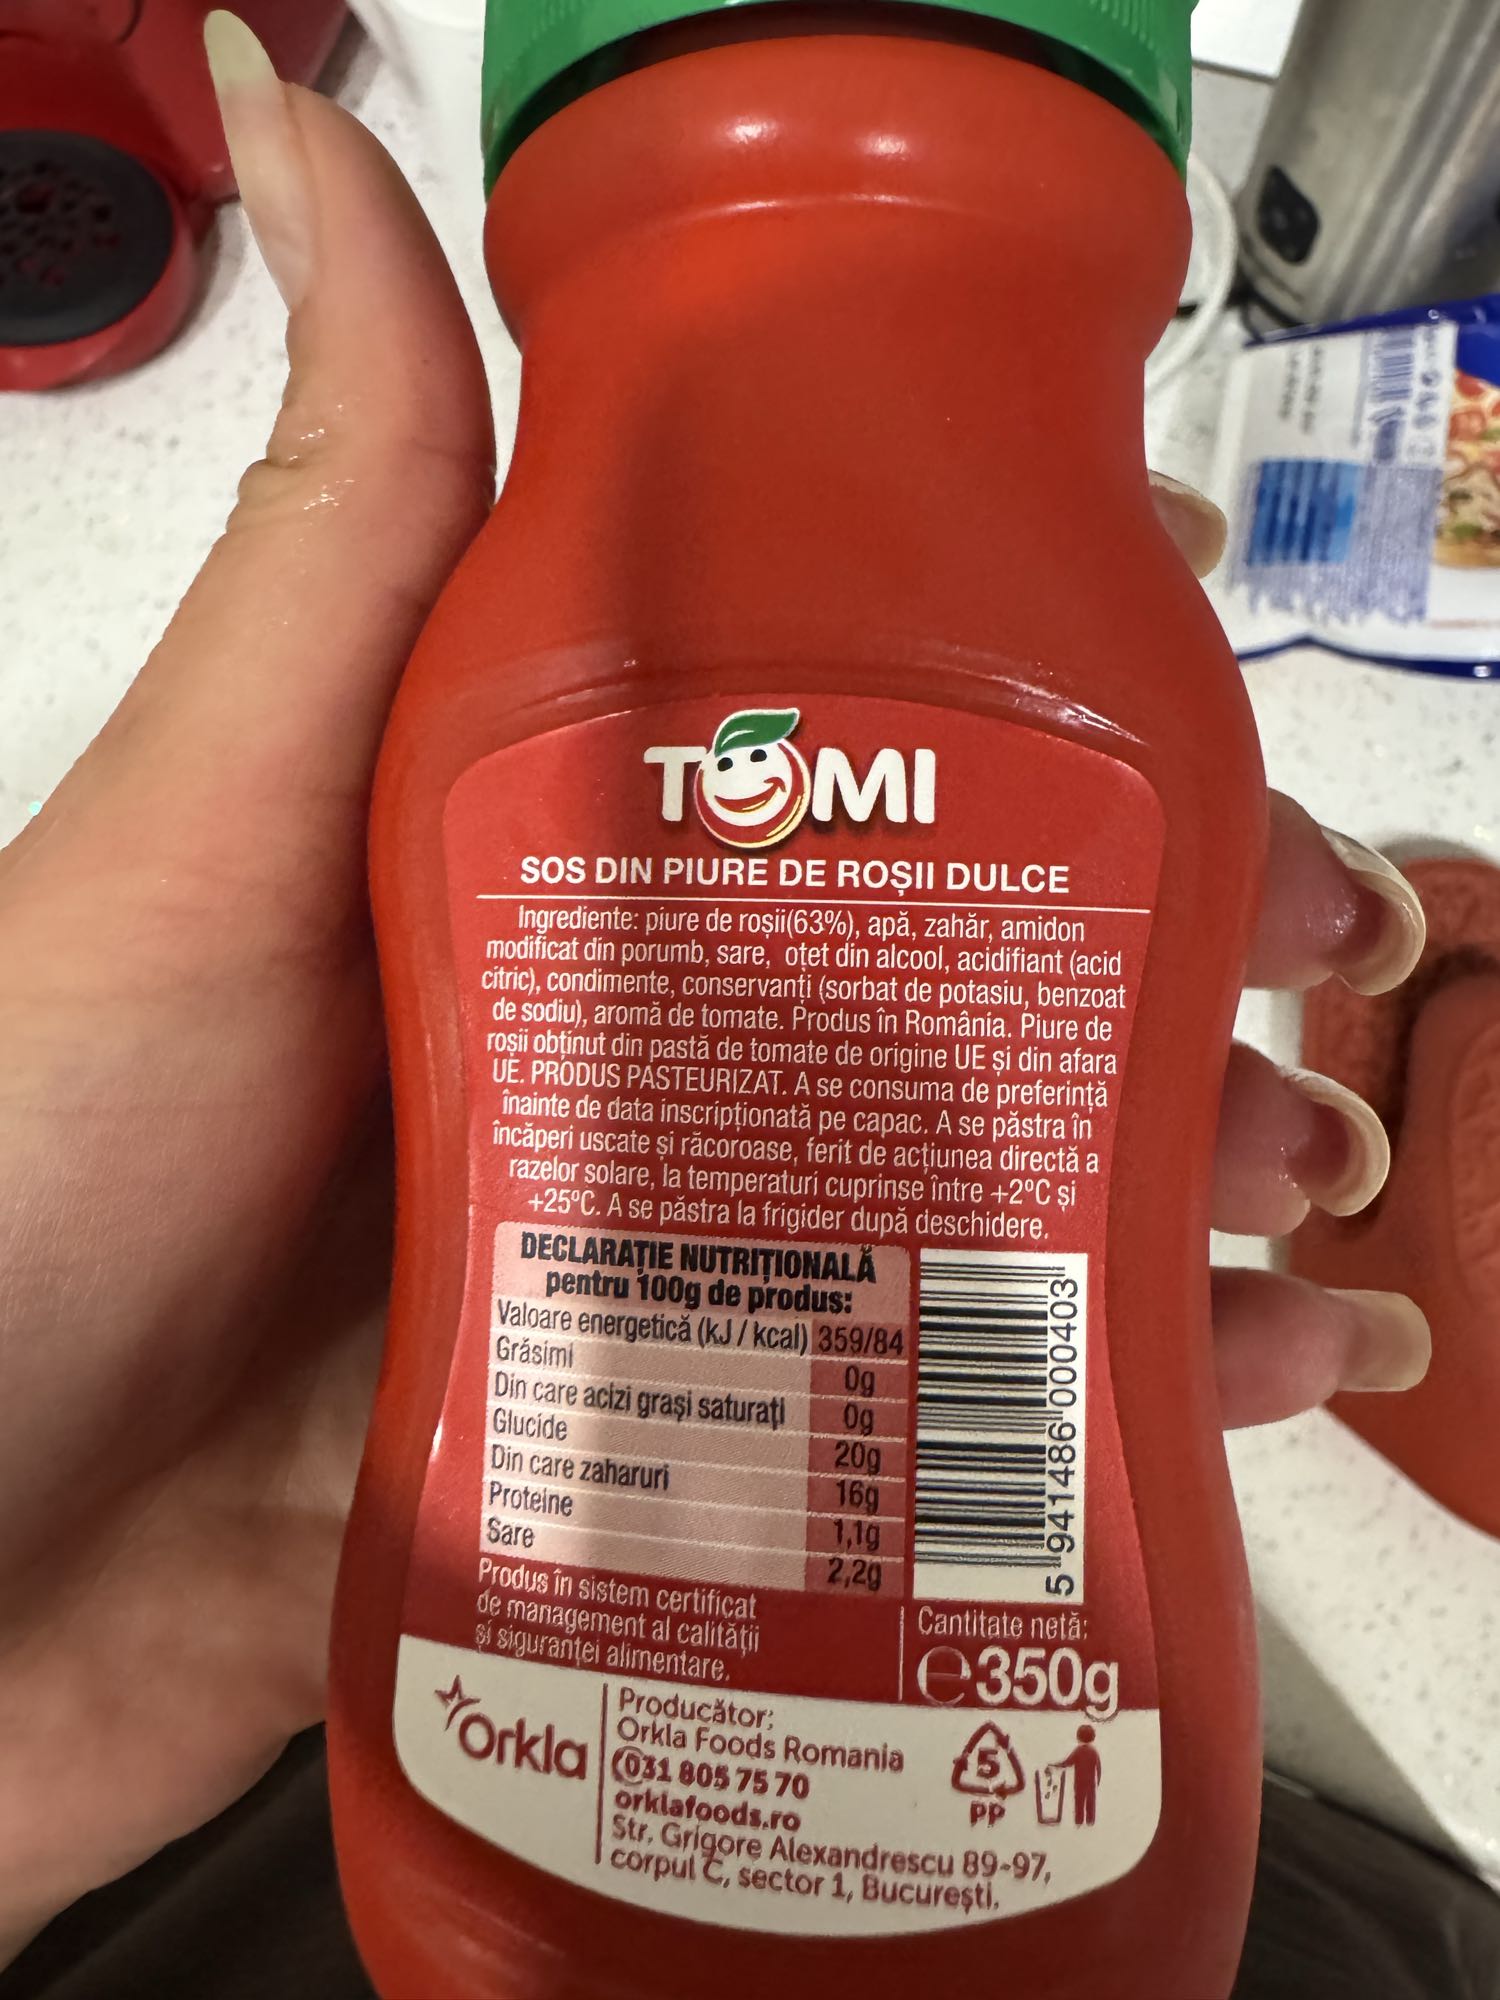 TOMI
SOS DIN PIURE DE ROȘII DULCE
Ingrediente: piure de roșii(63%), apă, zahăr, amidon
modificat din porumb, sare, oțet din alcool, acidifiant (acid
citric), condimente, conservanți (sorbat de potasiu, benzoat
de sodiu), aromă de tomate. Produs în România. Piure de
roșii obținut din pastă de tomate de origine UE și din afara
UE. PRODUS PASTEURIZAT. A se consuma de preferință
înainte de data inscripționată pe capac. A se păstra în
încăperi uscate și răcoroase, ferit de acțiunea directă a
razelor solare, la temperaturi cuprinse între +2ºC și
+25ºC. A se păstra la frigider după deschidere.
DECLARAȚIE NUTRIȚIONALĂ
pentru 100g de produs:
Valoare energetică (kJ / kcal) 359/84
Grăsimi 0g
Din care acizi grași saturați 0g
Glucide 20g
Din care zaharuri 16g
Proteine 1,1g
Sare 2,2g
5 941486 000403
Produs în sistem certificat
de management al calității
și siguranței alimentare.
Cantitate netă:
e350g
Orkla
Producător:
Orkla Foods Romania
031 805 75 70
orklafoods.ro
Str. Grigore Alexandrescu 89-97,
corpul C, sector 1, București.
5
PP